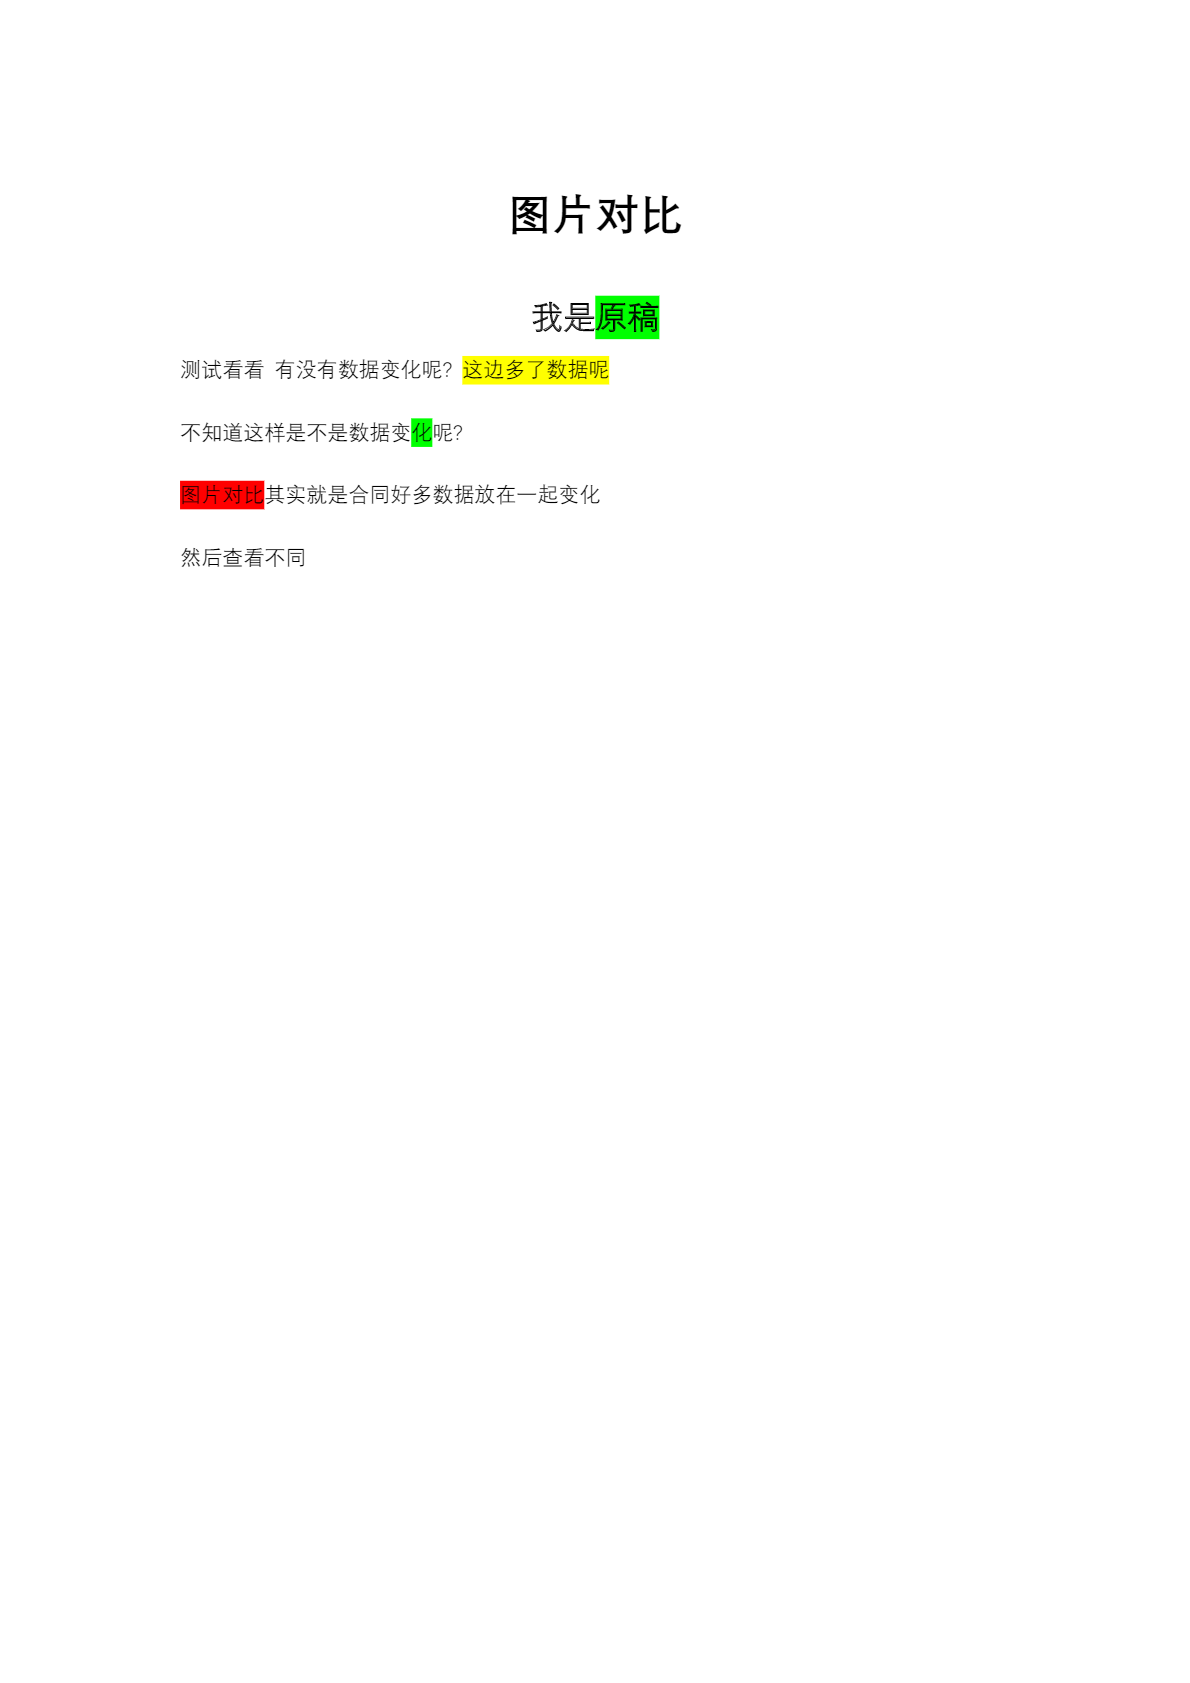 图片对比
我是原稿
测试看看 有没有数据变化呢? 这边多了数据呢
不知道这样是不是数据变化呢?
图片对比其实就是合同好多数据放在一起变化
然后查看不同